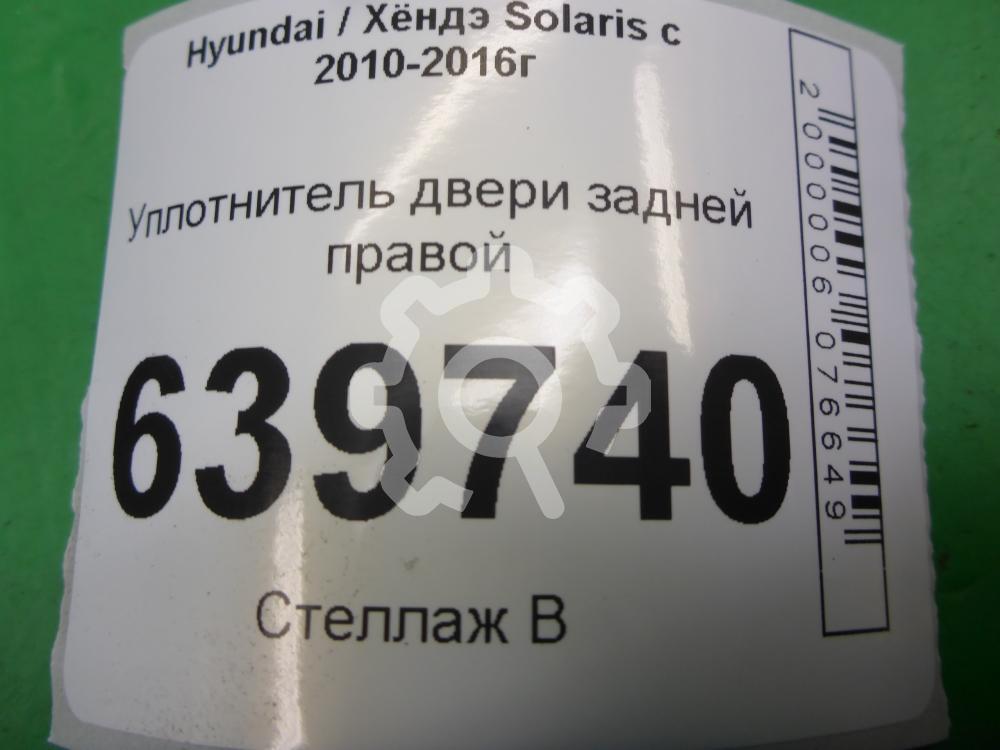 Hyundai / Хёндэ Solaris с
2010-2016г
Уплотнитель двери задней
правой
639740
Стеллаж В
2000006076649